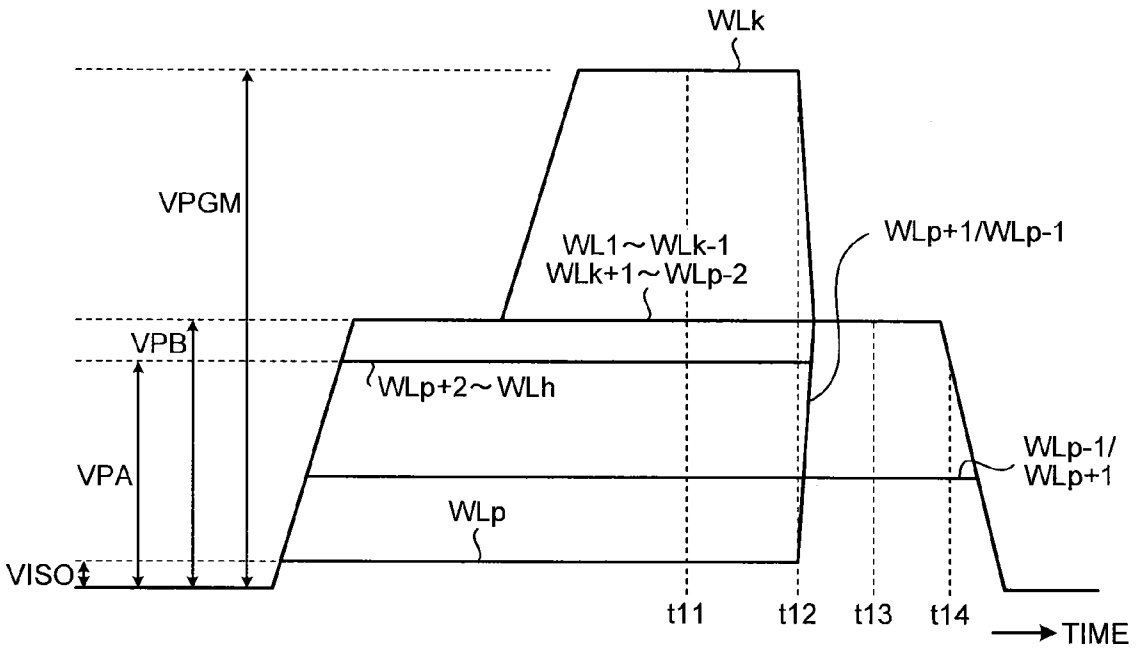 WLk
VPGM
WL1～WLk-1
WLk+1～WLp-2
WLp+1/WLp-1
VPB
WLp+2～WLh
VPA
WLp-1/
WLp+1
WLp
VISO
t11
t12
t13
t14
TIME